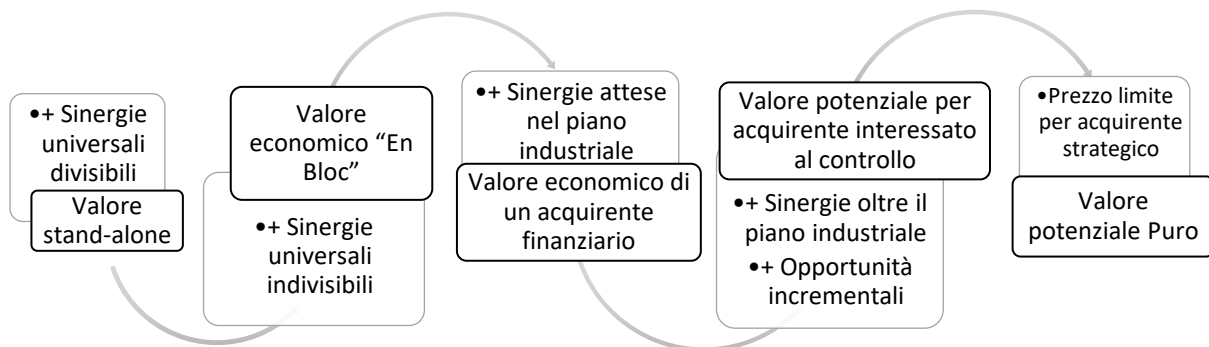 •+ Sinergie
universali
divisibili
Valore
stand-alone
Valore
economico “En
Bloc”
•+ Sinergie
universali
indivisibili
•+ Sinergie attese
nel piano
industriale
Valore economico di
un acquirente
finanziario
Valore potenziale per
acquirente interessato
al controllo
•+ Sinergie oltre il
piano industriale
•+ Opportunità
incrementali
•Prezzo limite
per acquirente
strategico
Valore
potenziale Puro